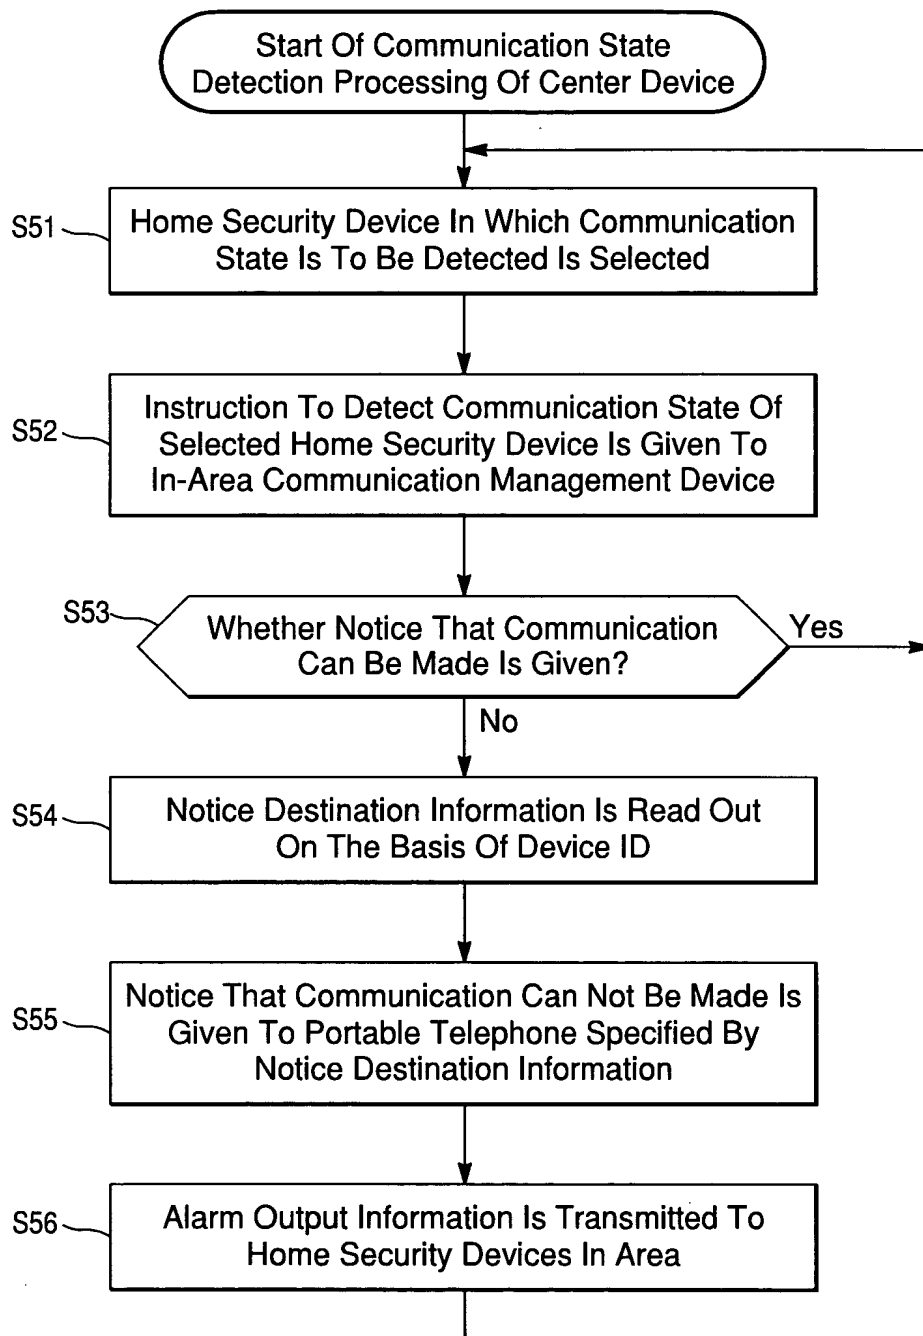 Start Of Communication State
Detection Processing Of Center Device
S51
Home Security Device In Which Communication
State Is To Be Detected Is Selected
S52
Instruction To Detect Communication State Of
Selected Home Security Device Is Given To
In-Area Communication Management Device
S53
Whether Notice That Communication
Can Be Made Is Given?
Yes
No
S54
Notice Destination Information Is Read Out
On The Basis Of Device ID
S55
Notice That Communication Can Not Be Made Is
Given To Portable Telephone Specified By
Notice Destination Information
S56
Alarm Output Information Is Transmitted To
Home Security Devices In Area